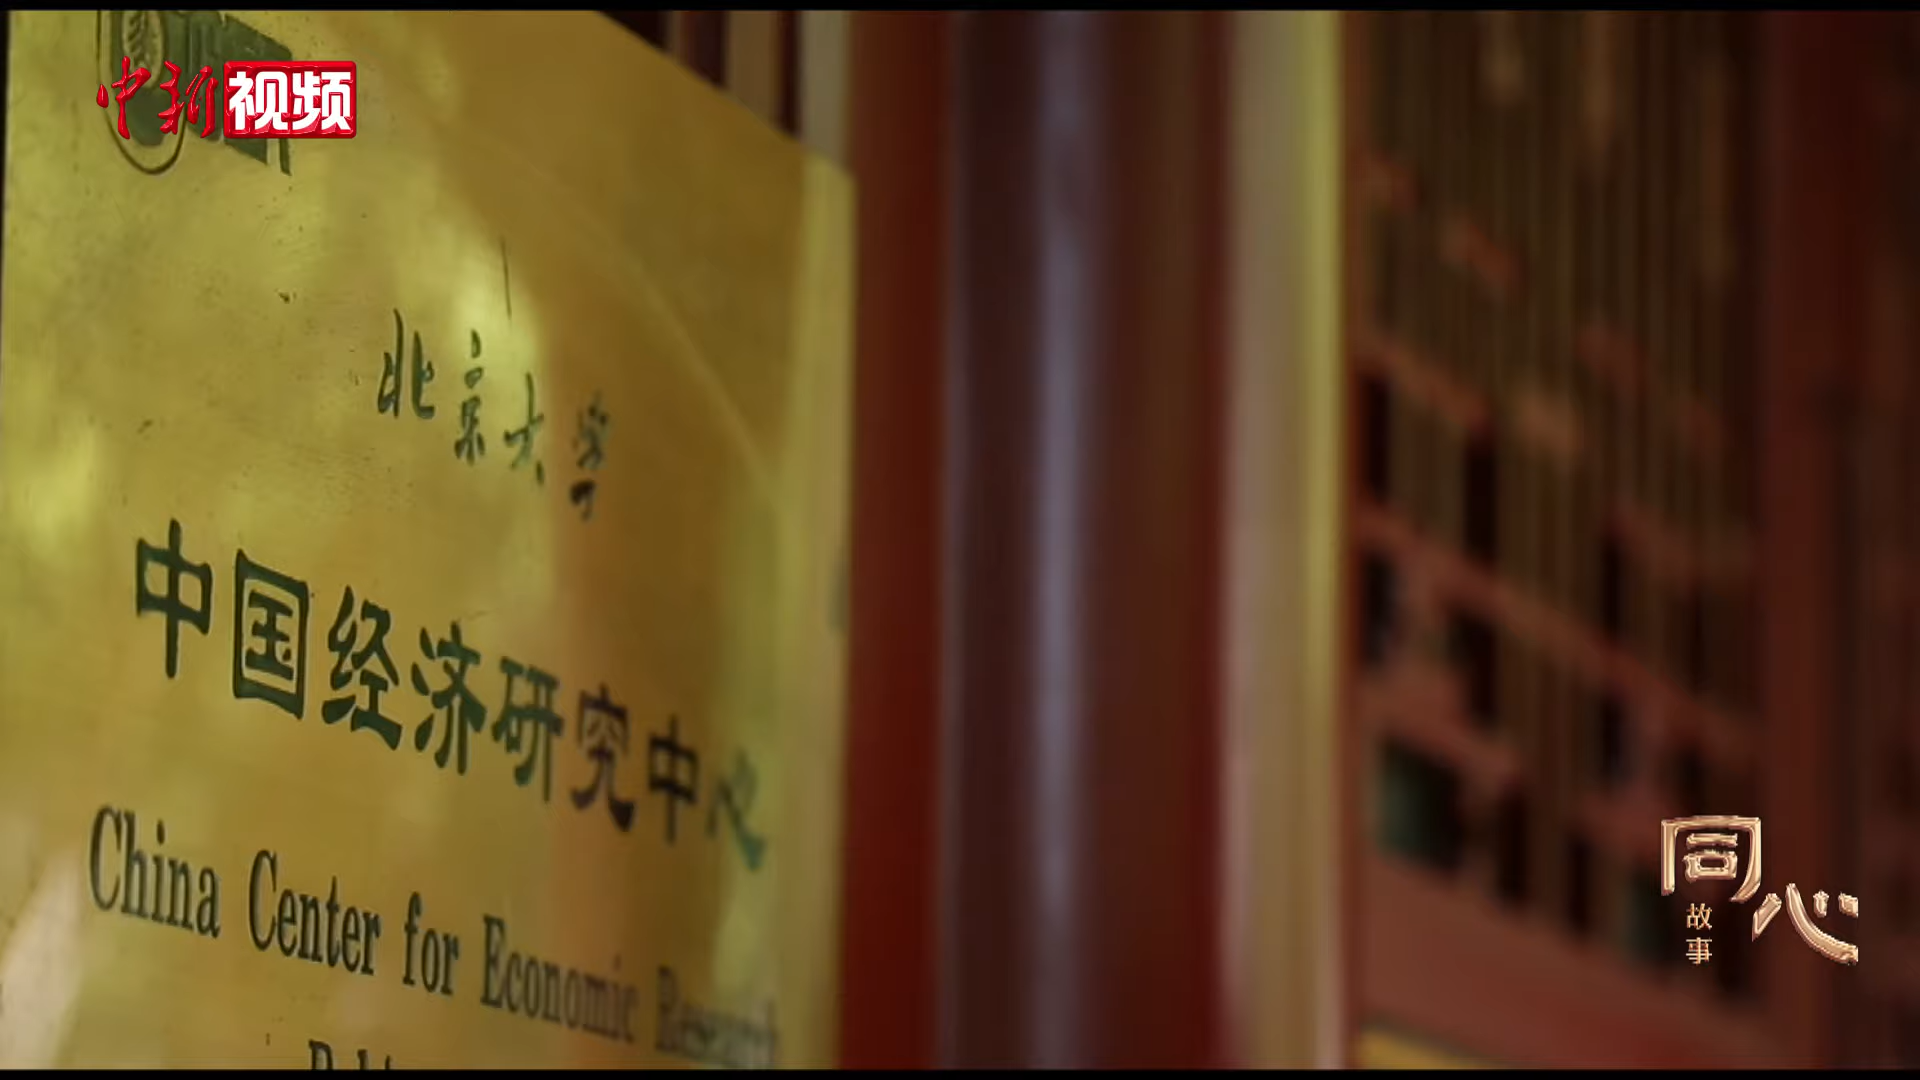 中新视频
北京大学
中国经济研究中心
China Center for Economic Research
同心
故事